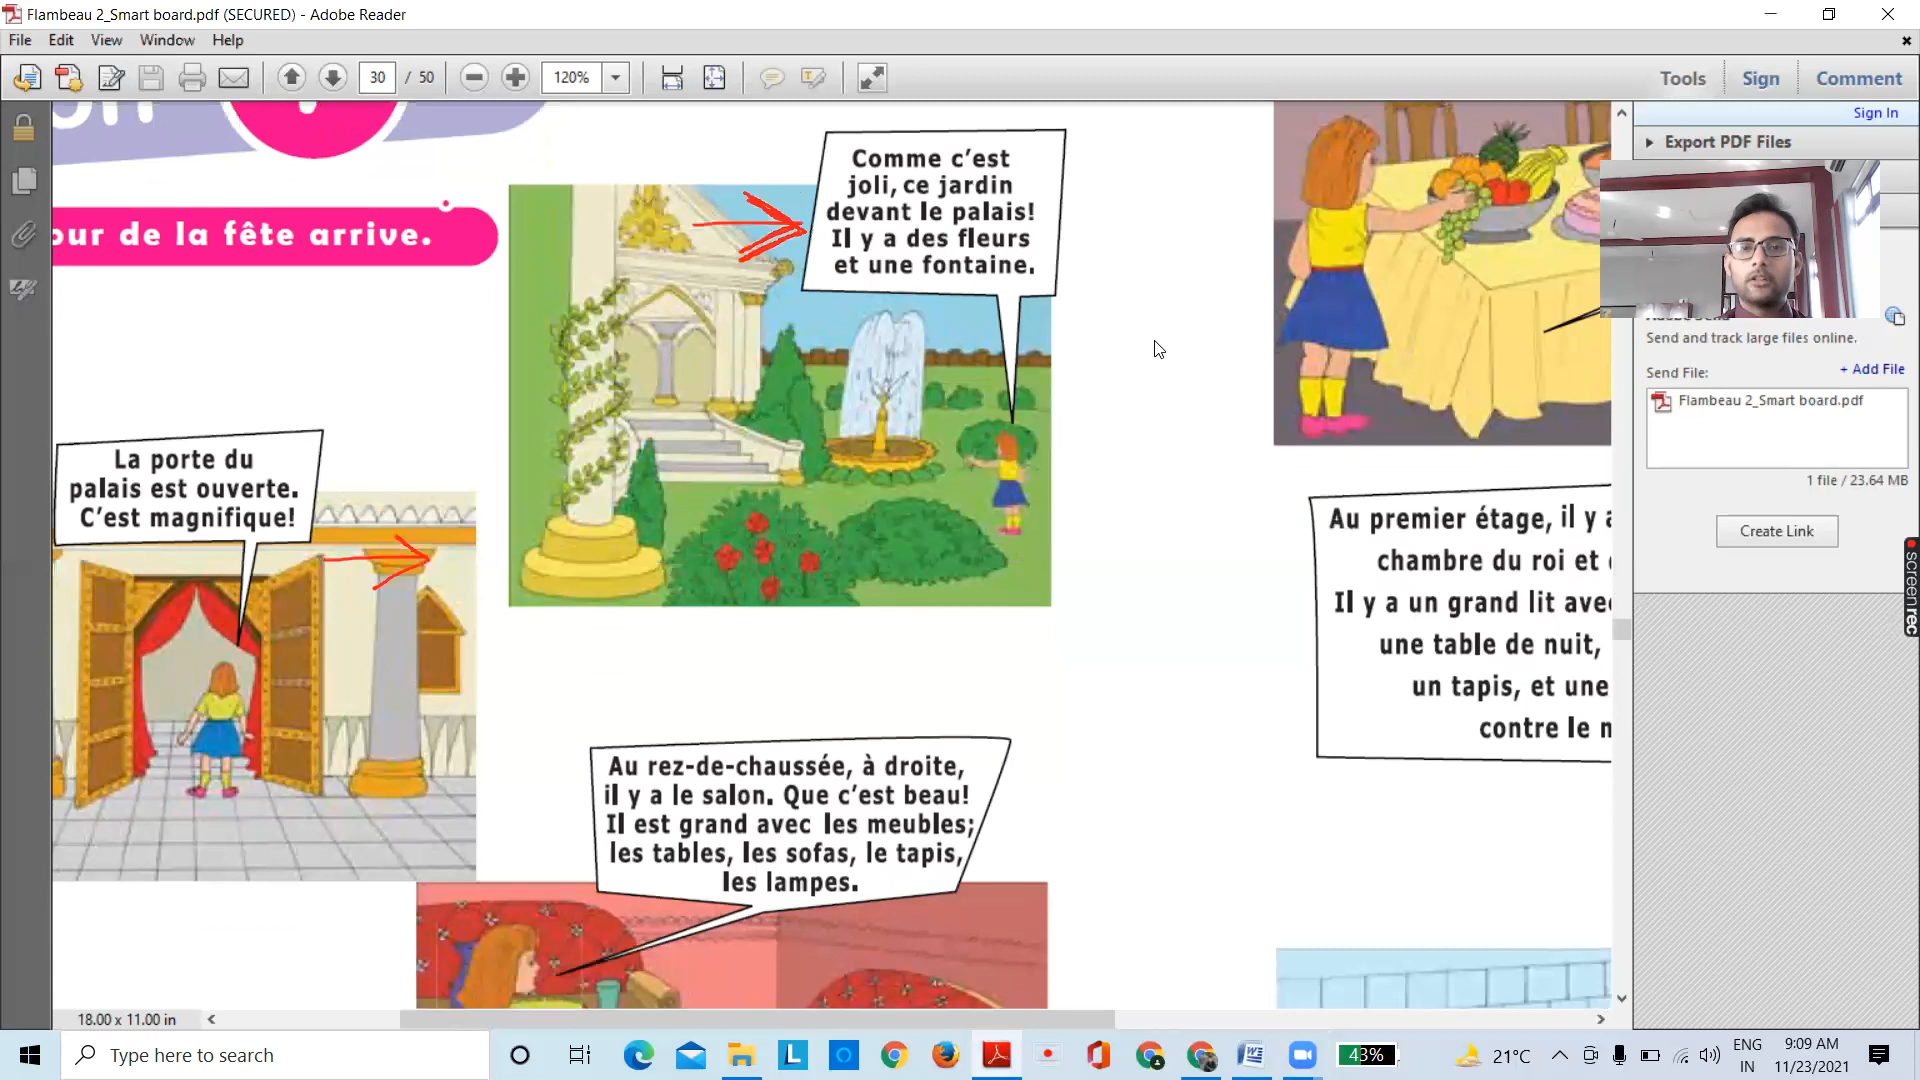 Flambeau 2_Smart board.pdf (SECURED) - Adobe Reader
File Edit View Window Help
30 / 50 120% Tools Sign Comment
Sign In
Export PDF Files
our de la fête arrive.
Comme c'est
joli, ce jardin
devant le palais!
Il y a des fleurs
et une fontaine.
La porte du
palais est ouverte.
C'est magnifique!
Au rez-de-chaussée, à droite,
il y a le salon. Que c'est beau!
Il est grand avec les meubles;
les tables, les sofas, le tapis,
les lampes.
Au premier étage, il y a
chambre du roi et
Il y a un grand lit avec
une table de nuit,
un tapis, et une
contre le
Send and track large files online.
Send File: + Add File
Flambeau 2_Smart board.pdf
1 file / 23.64 MB
Create Link
screenrec
18.00 x 11.00 in
Type here to search
43% 21°C ENG 9:09 AM
IN 11/23/2021